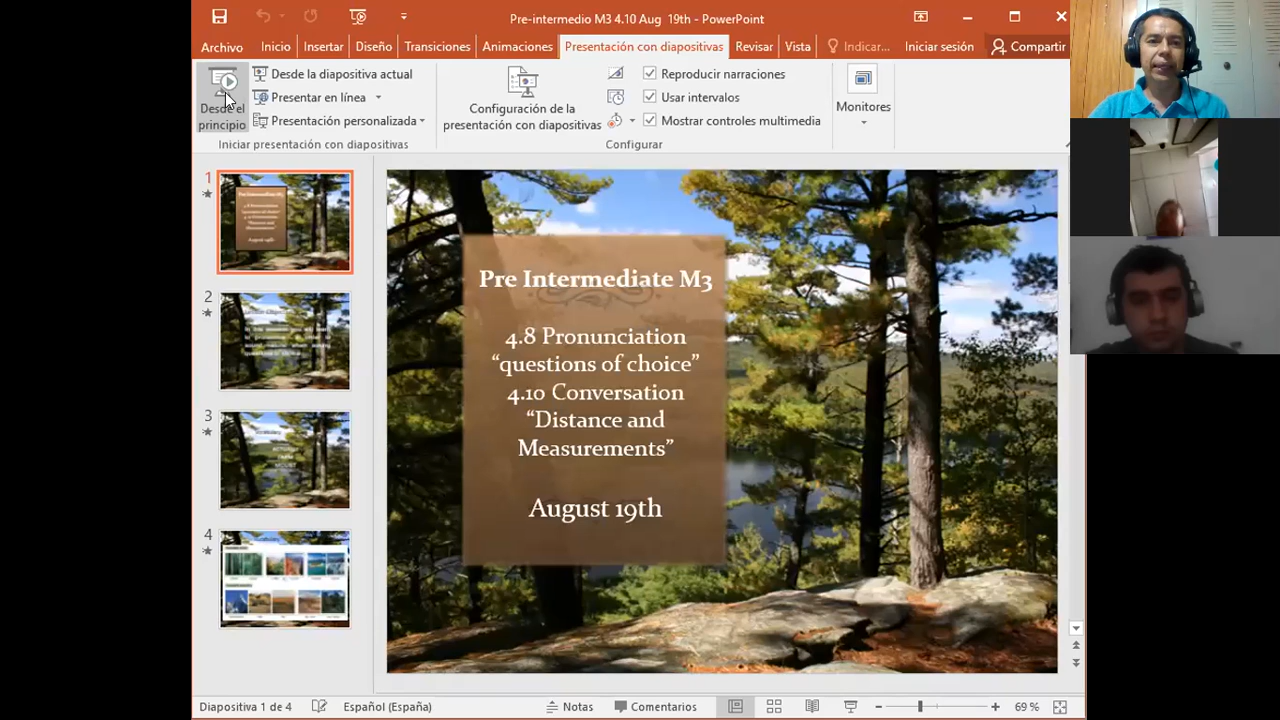 Pre-intermedio M3 4.10 Aug 19th - PowerPoint
Archivo Inicio Insertar Diseño Transiciones Animaciones Presentación con diapositivas Revisar Vista Indicar... Iniciar sesión Compartir
Desde el principio
Desde la diapositiva actual
Presentar en línea
Presentación personalizada
Iniciar presentación con diapositivas
Configuración de la
presentación con diapositivas
Reproducir narraciones
Usar intervalos
Mostrar controles multimedia
Configurar
Monitores
1
2
3
4
Pre Intermediate M3
4.8 Pronunciation
“questions of choice”
4.10 Conversation
“Distance and
Measurements”
August 19th
Diapositiva 1 de 4 Español (España) Notas Comentarios 69 %